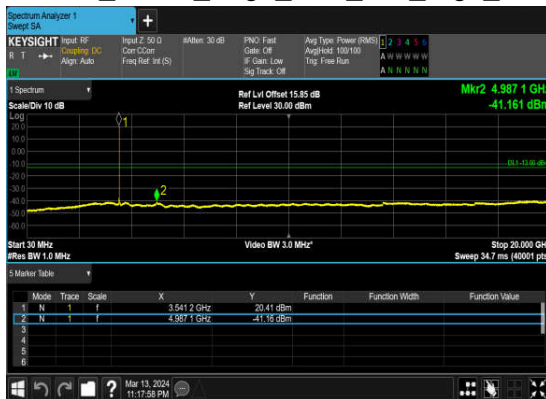 Spectrum Analyzer 1
Swept SA
+
KEYSIGHT Input: RF Input Z: 50 Ω #Atten: 30 dB PNO: Fast Avg Type: Power (RMS) 1 2 3 4 5 6
R T Coupling: DC Corr CCorr Gate: Off Avg|Hold: 100/100 A W W W W W
Align: Auto Freq Ref: Int (S) IF Gain: Low Trig: Free Run
Sig Track: Off A N N N N N
1 Spectrum
Ref Lvl Offset 15.85 dB Mkr2 4.987 1 GHz
Scale/Div 10 dB Ref Level 30.00 dBm -41.161 dBm
Log
20.0
10.0
0.00
-10.0
DL1 -13.00 dBm
-20.0
-30.0
-40.0
-50.0
-60.0
1
2
Start 30 MHz Video BW 3.0 MHz* Stop 20.000 GHz
#Res BW 1.0 MHz Sweep 34.7 ms (40001 pts)
5 Marker Table
Mode Trace Scale X Y Function Function Width Function Value
1 N 1 f 3.541 2 GHz 20.41 dBm
2 N 1 f 4.987 1 GHz -41.16 dBm
3
4
5
6
? Mar 13, 2024
11:17:58 PM